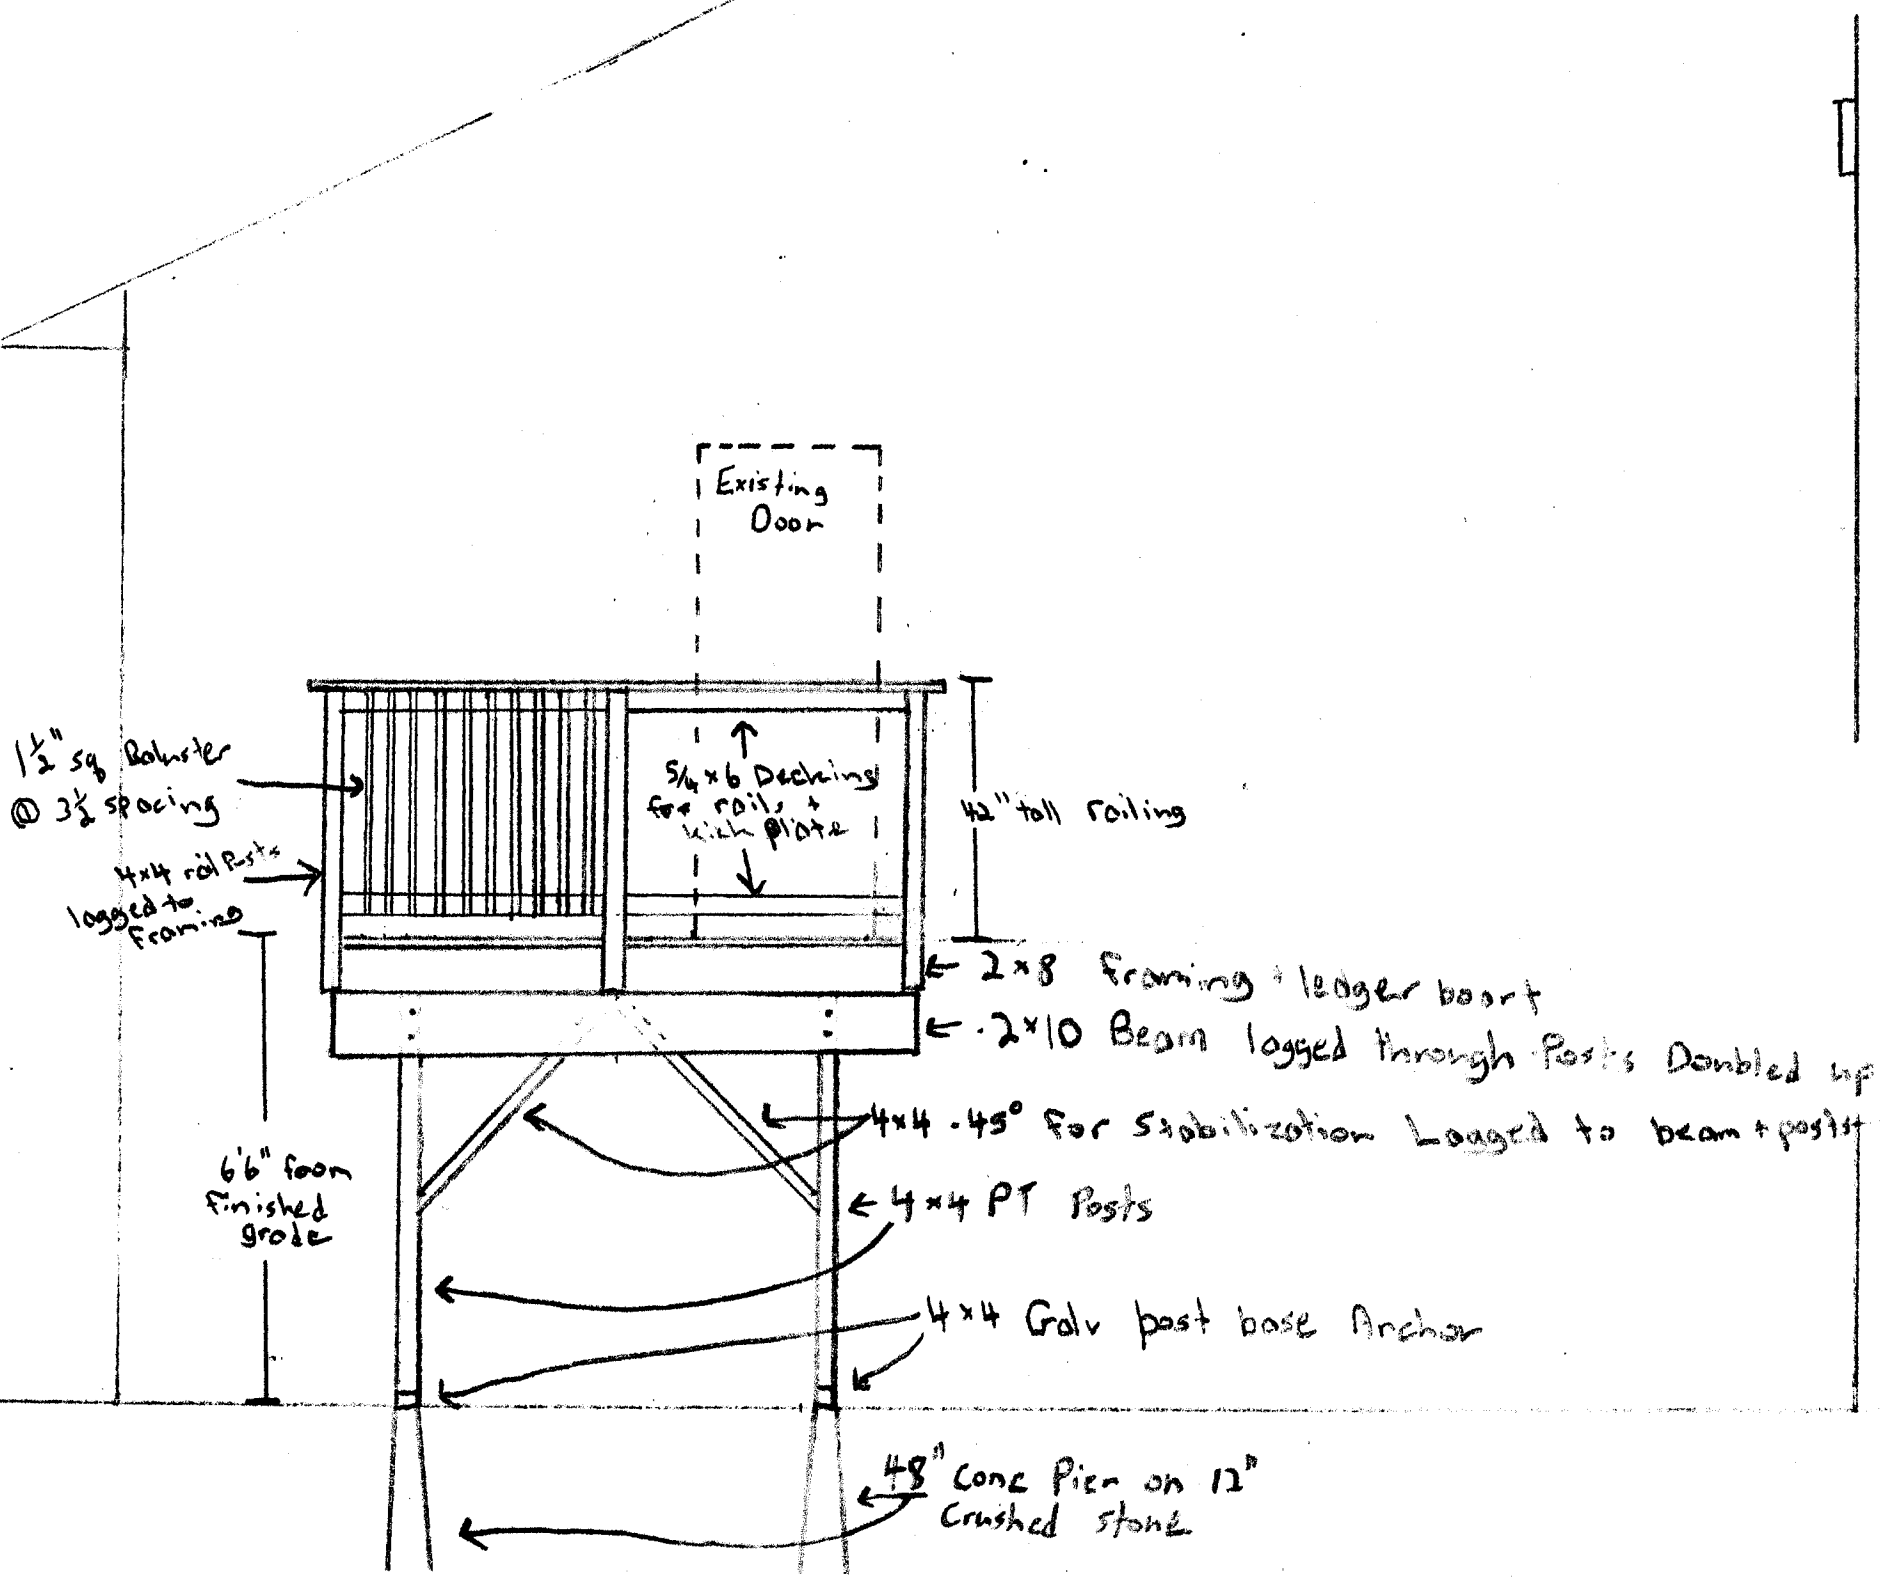 Existing
Door
1½" sq Baluster
@ 3½ spacing
5/4 x 6 Decking
for rails +
kick plate
42" tall railing
4x4 rail Posts
lagged to
framing
2x8 framing + ledger board
2x10 Beam lagged through Posts Doubled up
4x4 45° for Stabilization Lagged to beam + posts
6'6" from
finished
grade
4x4 PT Posts
4x4 Galv post base Anchor
48" Conc Pier on 12"
Crushed stone